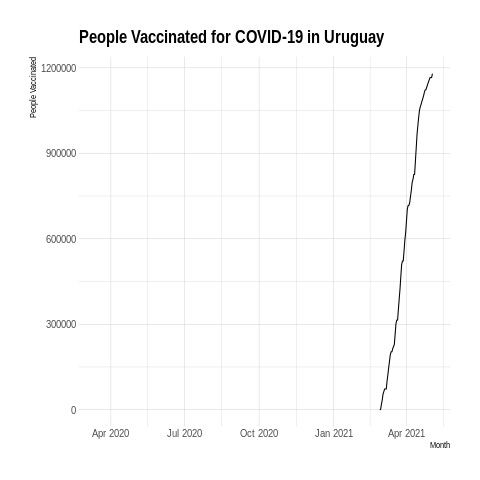 People Vaccinated for COVID-19 in Uruguay
People Vaccinated
1200000
900000
600000
300000
0
Apr 2020 Jul 2020 Oct 2020 Jan 2021 Apr 2021
Month